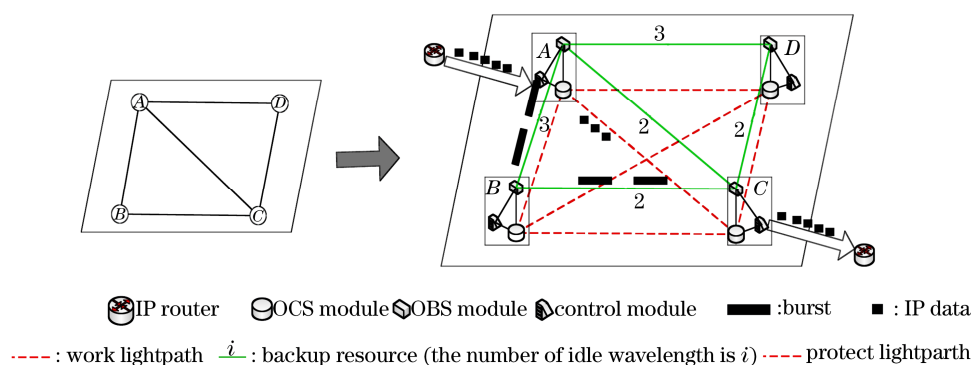 3
A
D
A
D
3
2
2
B
C
B
C
2
IP router OCS module OBS module control module :burst : IP data
: work lightpath i : backup resource (the number of idle wavelength is i) protect lightparth